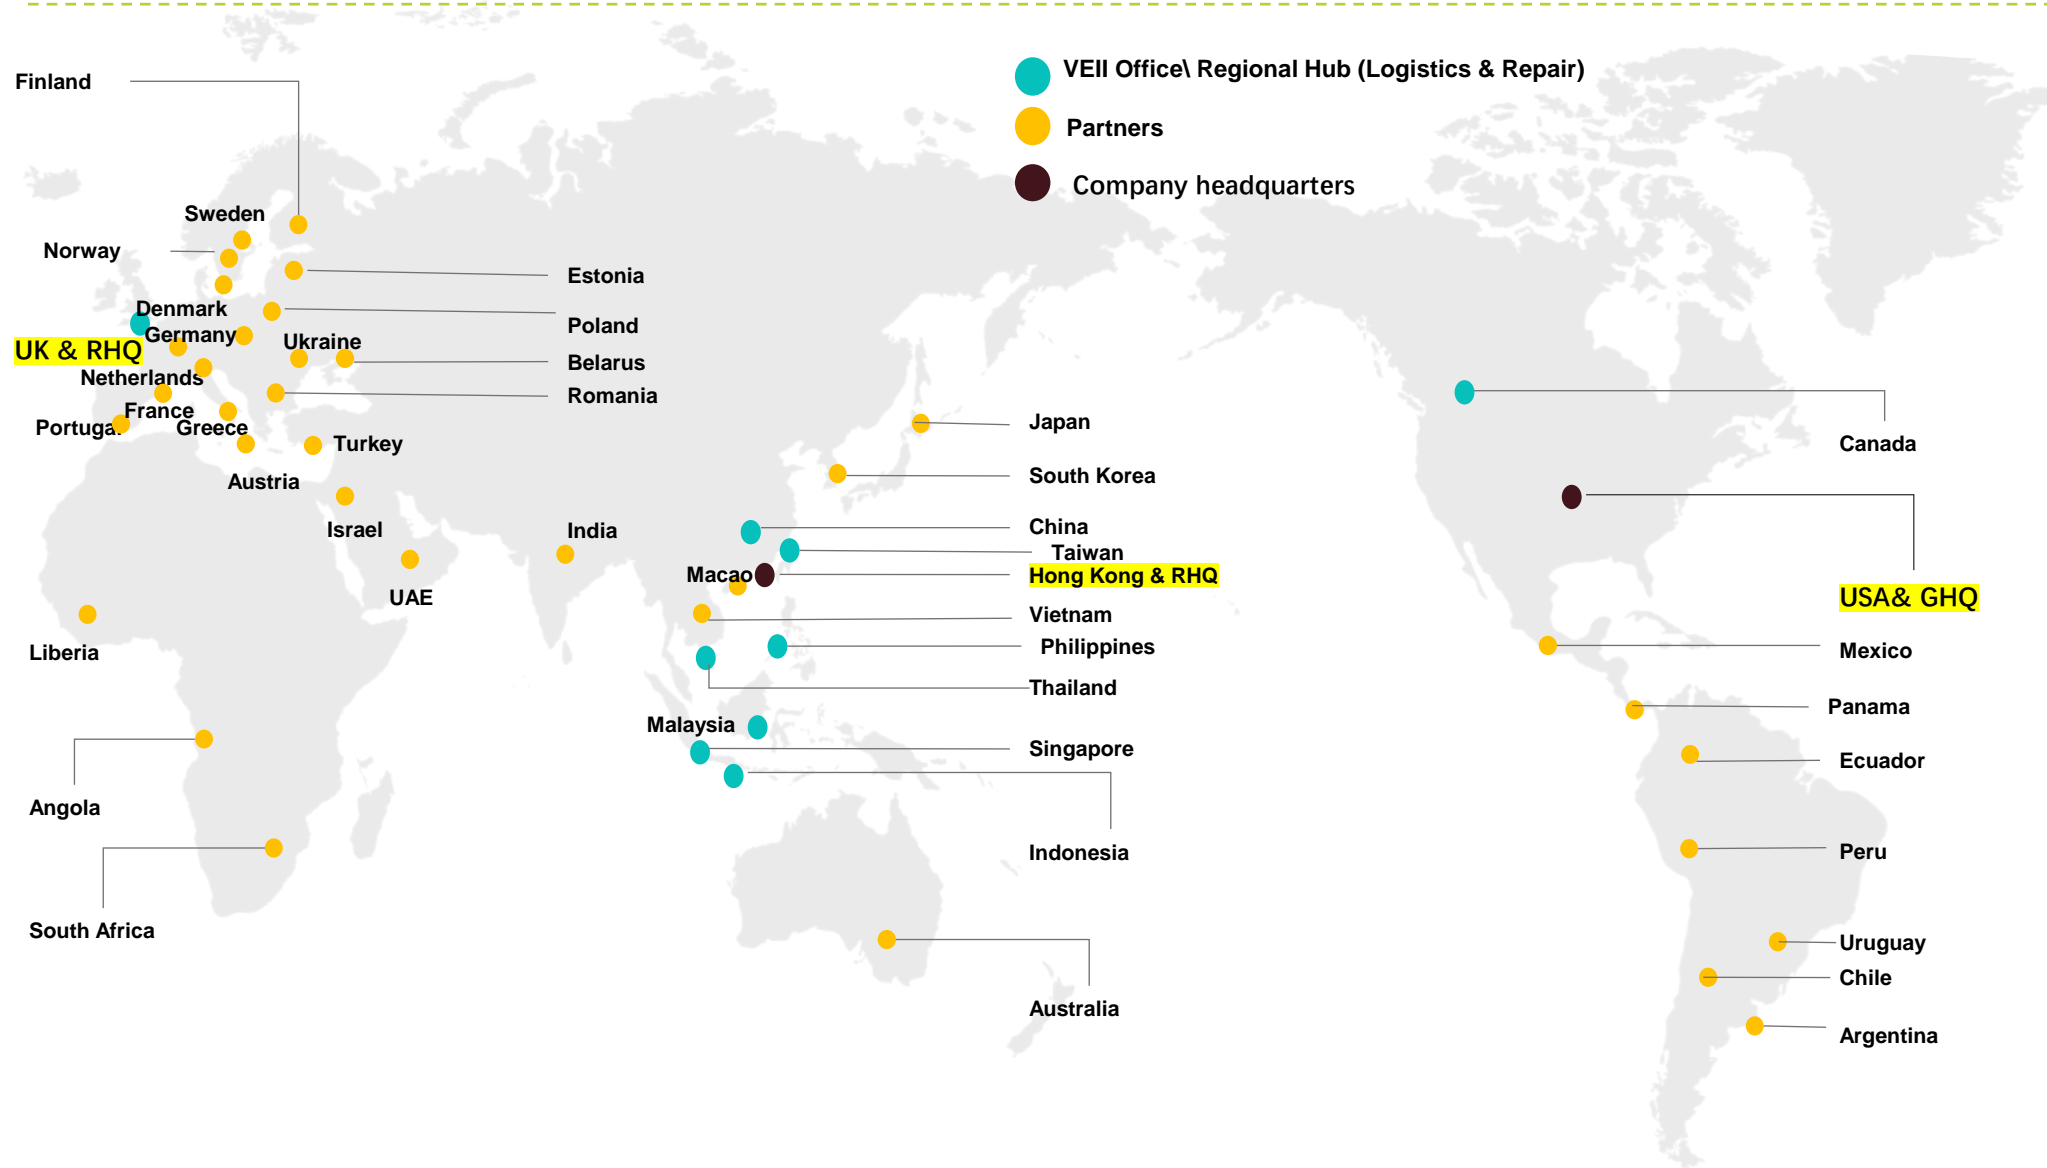 VEII Office\ Regional Hub (Logistics & Repair)
Partners
Company headquarters
Finland
Sweden
Norway
Estonia
Denmark
Poland
Germany
Ukraine
UK & RHQ
Belarus
Netherlands
Romania
France
Portugal
Greece
Turkey
Austria
Israel
India
UAE
Liberia
Angola
South Africa
Japan
South Korea
China
Taiwan
Macao
Hong Kong & RHQ
Vietnam
Philippines
Thailand
Malaysia
Singapore
Indonesia
Australia
Canada
USA& GHQ
Mexico
Panama
Ecuador
Peru
Uruguay
Chile
Argentina